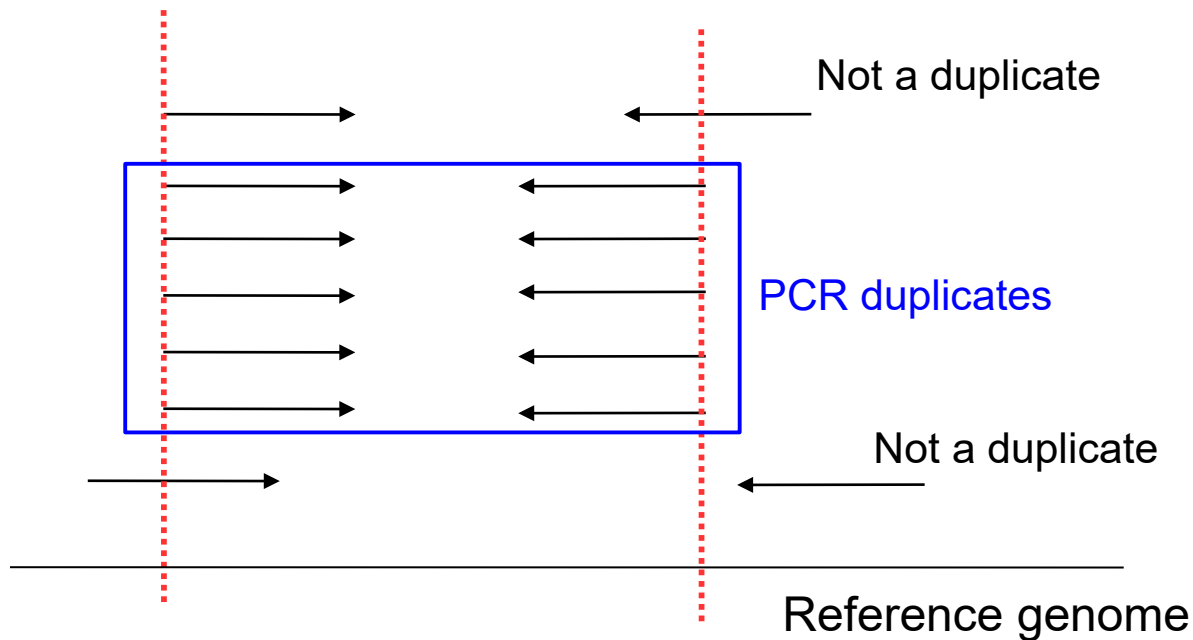 Not a duplicate
PCR duplicates
Not a duplicate
Reference genome